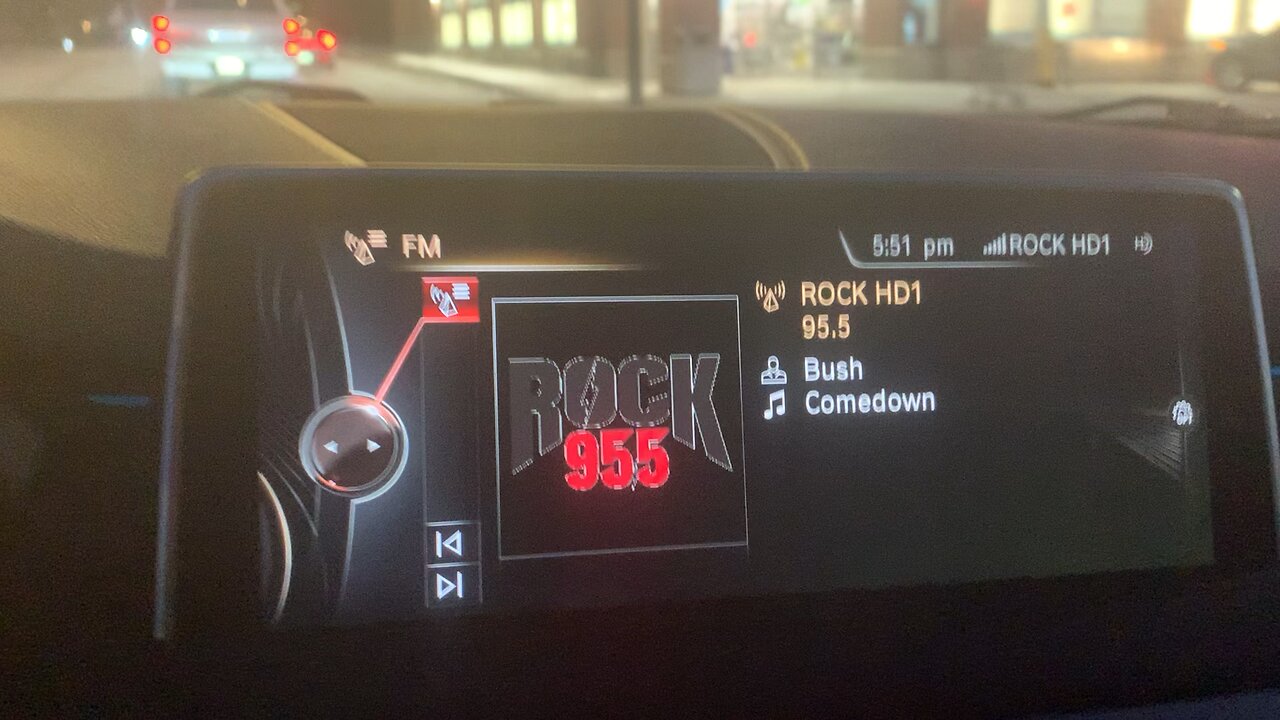 FM
5:51 pm
ROCK HD1
ROCK HD1
95.5
Bush
Comedown
ROCK
955